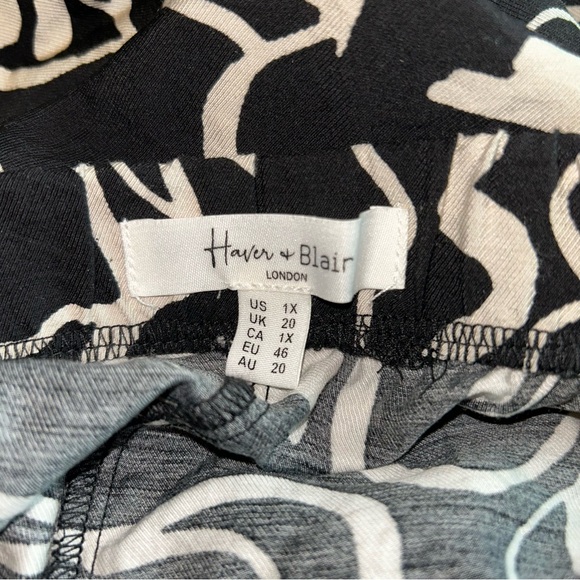 Haver + Blair
LONDON
US 1X
UK 20
CA 1X
EU 46
AU 20